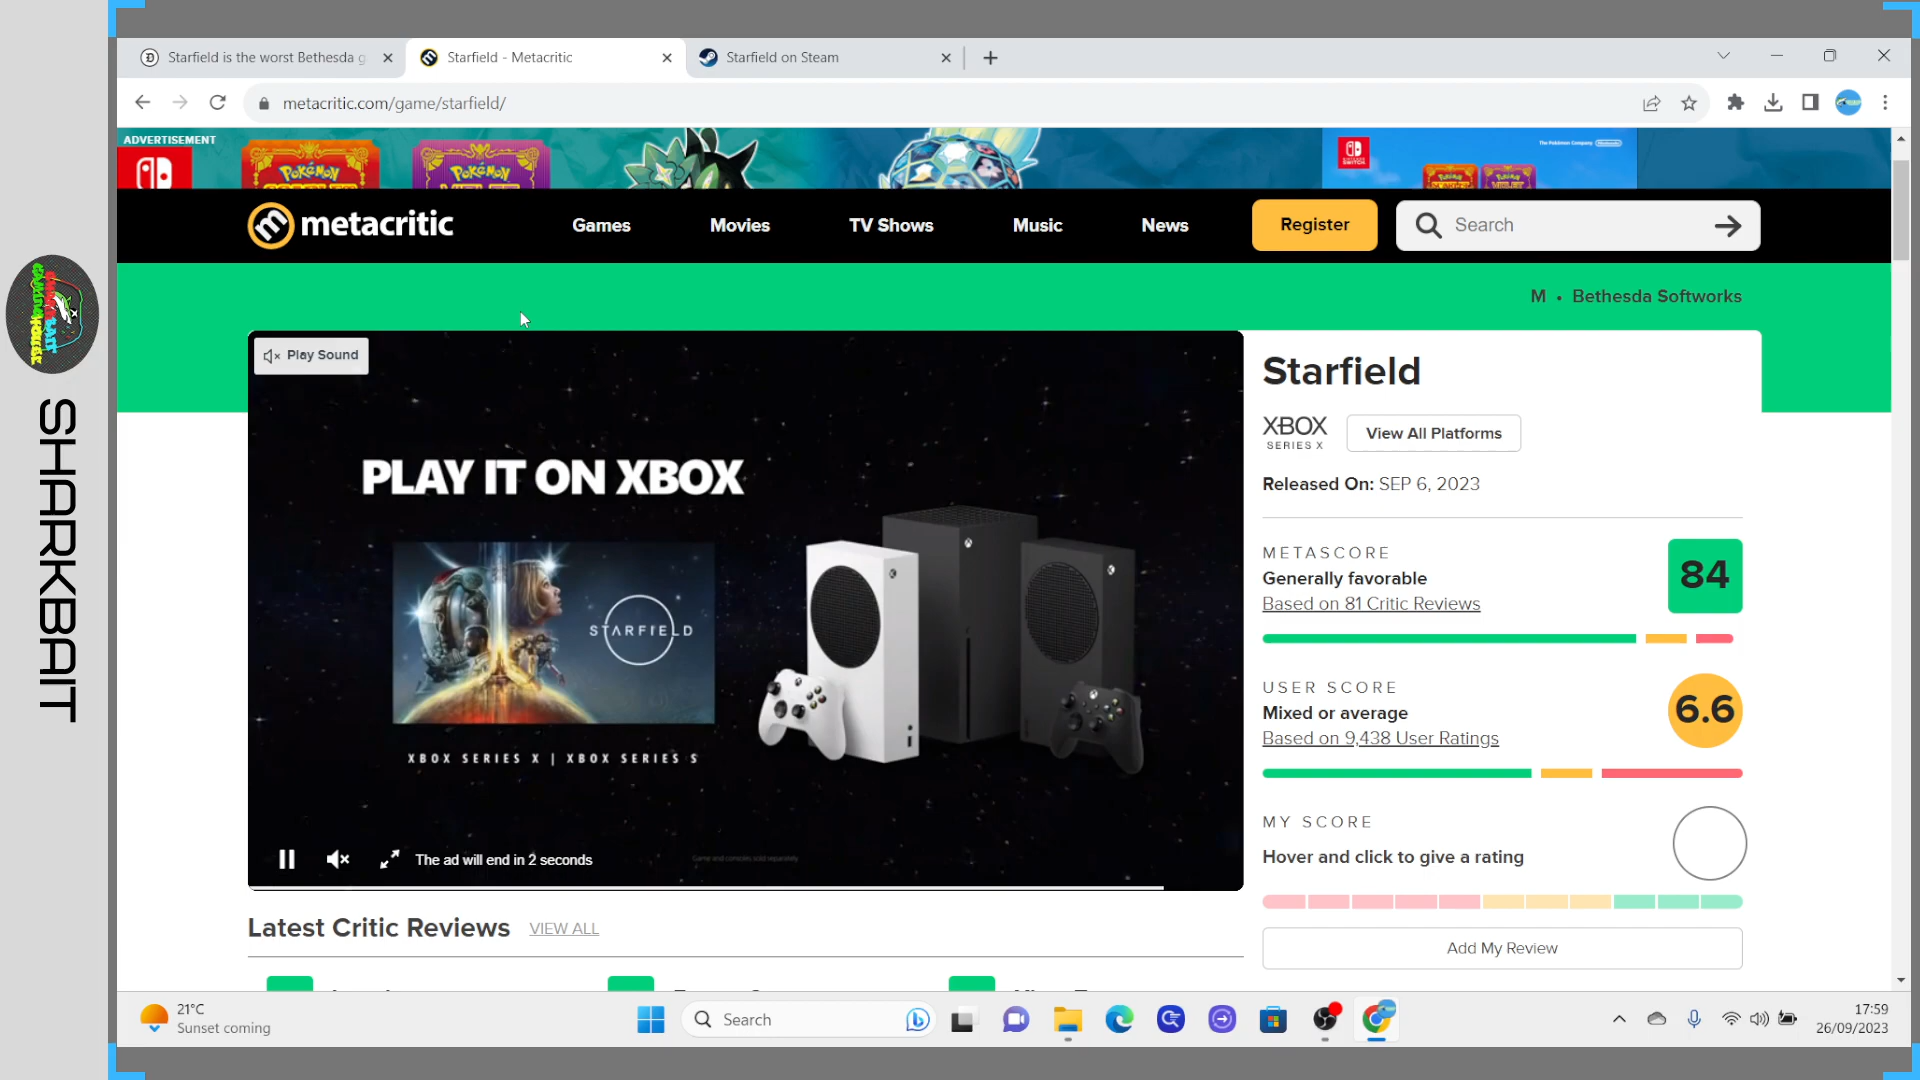 Starfield is the worst Bethesda g
Starfield - Metacritic
Starfield on Steam
metacritic.com/game/starfield/
ADVERTISEMENT
POKÉMON
POKÉMON
The Pokémon Company
metacritic
Games
Movies
TV Shows
Music
News
Register
Search
M • Bethesda Softworks
Play Sound
PLAY IT ON XBOX
STARFIELD
XBOX SERIES X | XBOX SERIES S
The ad will end in 2 seconds
Starfield
XBOX
SERIES X
View All Platforms
Released On: SEP 6, 2023
METASCORE
Generally favorable
Based on 81 Critic Reviews
84
USER SCORE
Mixed or average
Based on 9,438 User Ratings
6.6
MY SCORE
Hover and click to give a rating
Add My Review
Latest Critic Reviews
VIEW ALL
SHARKBAIT
21°C
Sunset coming
Search
17:59
26/09/2023